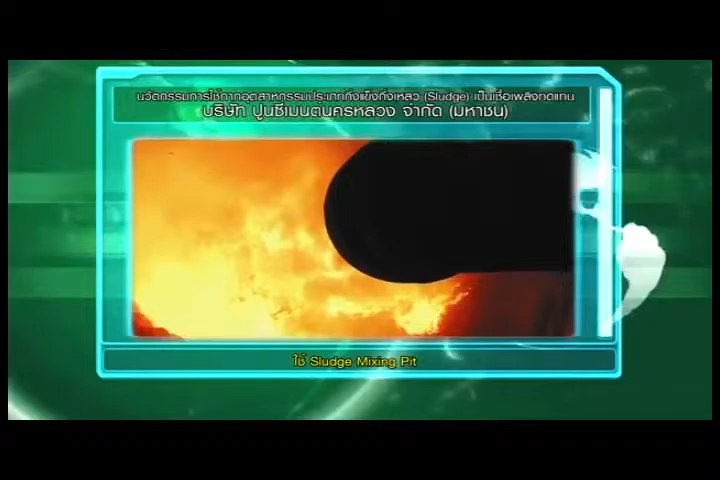 นวัตกรรมการใช้กากอุตสาหกรรมประเภทกึ่งแข็งกึ่งเหลว (Sludge) เป็นเชื้อเพลิงทดแทน
บริษัท ปูนซีเมนต์นครหลวง จำกัด (มหาชน)
ใช้ Sludge Mixing Pit